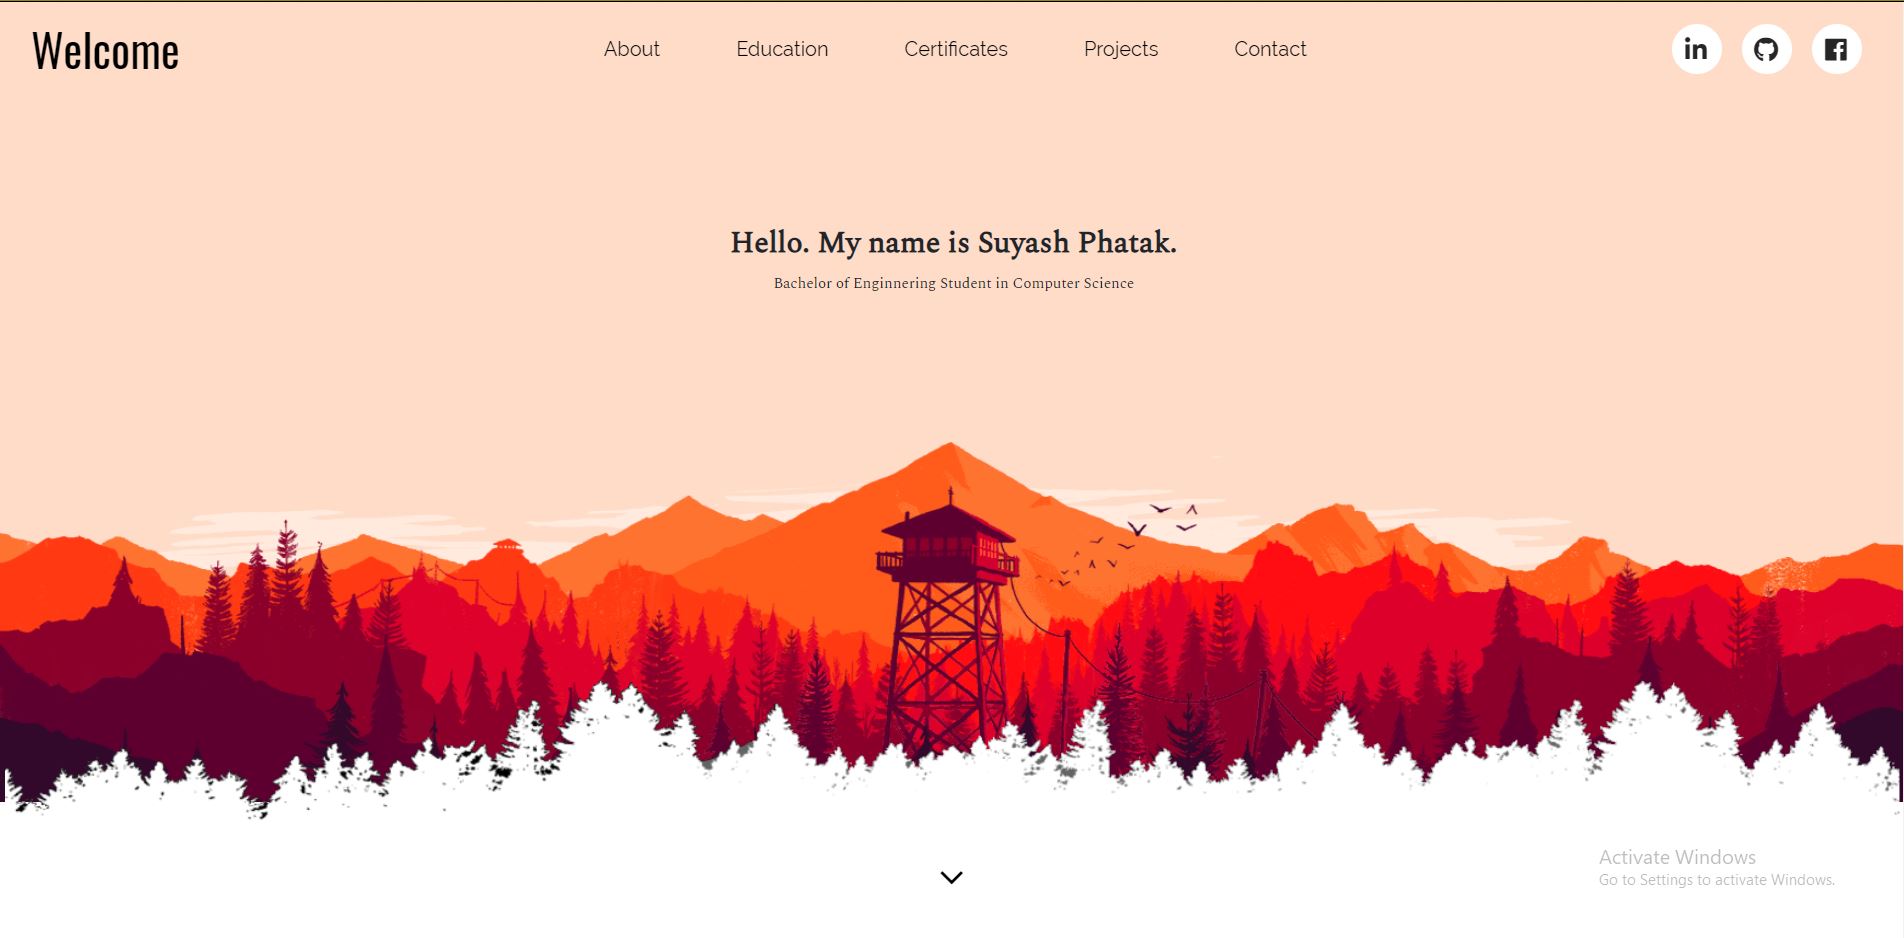 Welcome
About Education Certificates Projects Contact
in
Hello. My name is Suyash Phatak.
Bachelor of Enginnering Student in Computer Science
Activate Windows
Go to Settings to activate Windows.